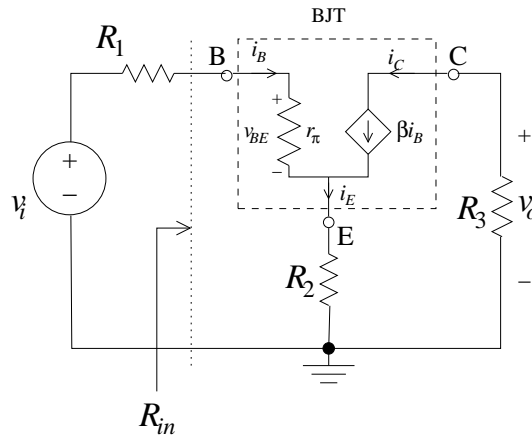 BJT
R1
B
iB
iC
C
+
vBE
rπ
−
βiB
+
−
vi
iE
E
R2
R3
+
vo
−
Rin